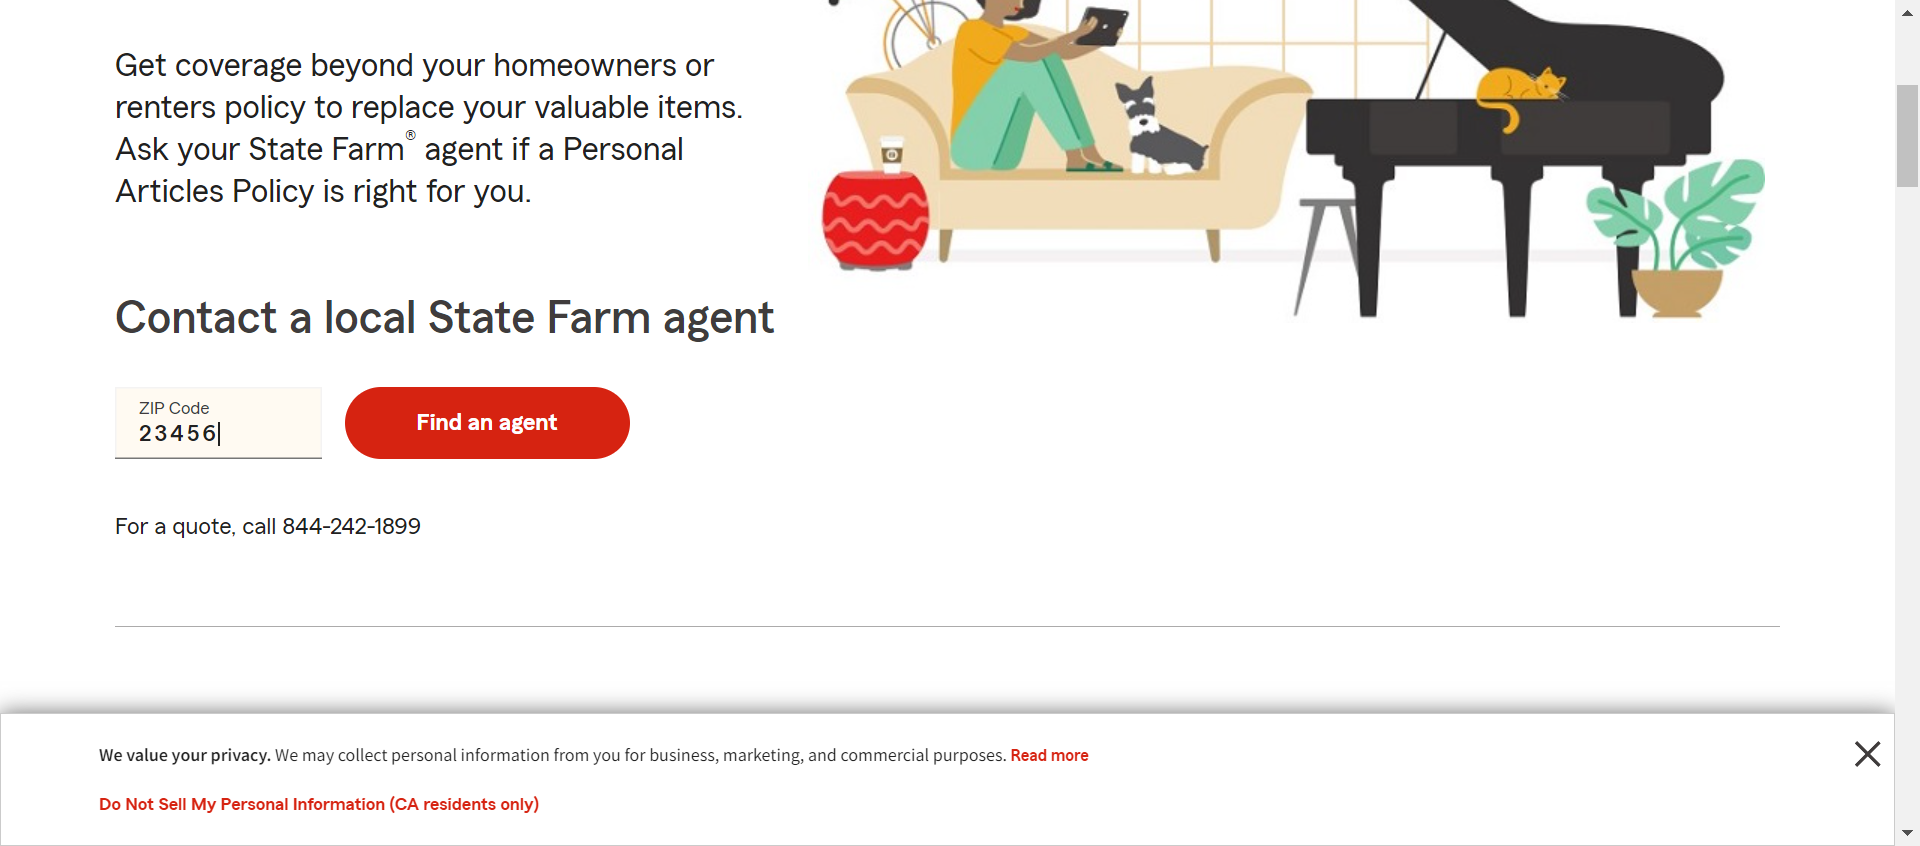 Get coverage beyond your homeowners or
renters policy to replace your valuable items.
Ask your State Farm® agent if a Personal
Articles Policy is right for you.
Contact a local State Farm agent
ZIP Code
23456
Find an agent
For a quote, call 844-242-1899
We value your privacy. We may collect personal information from you for business, marketing, and commercial purposes. Read more
Do Not Sell My Personal Information (CA residents only)